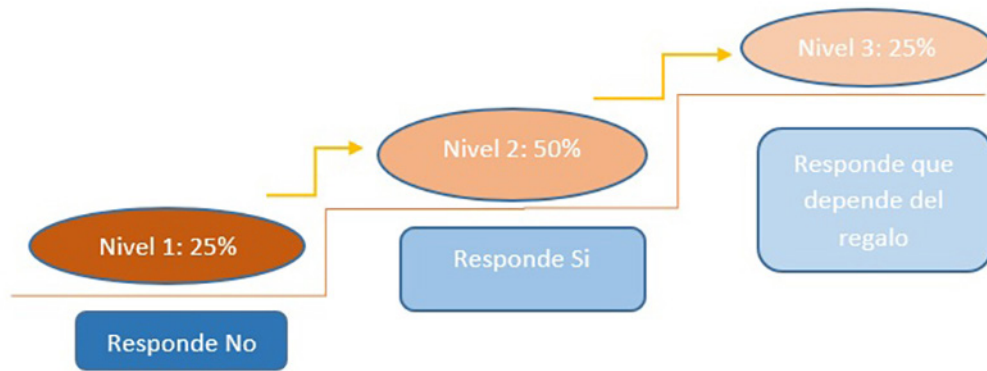 Nivel 1: 25%
Responde No
Nivel 2: 50%
Responde Si
Nivel 3: 25%
Responde que
depende del
regalo